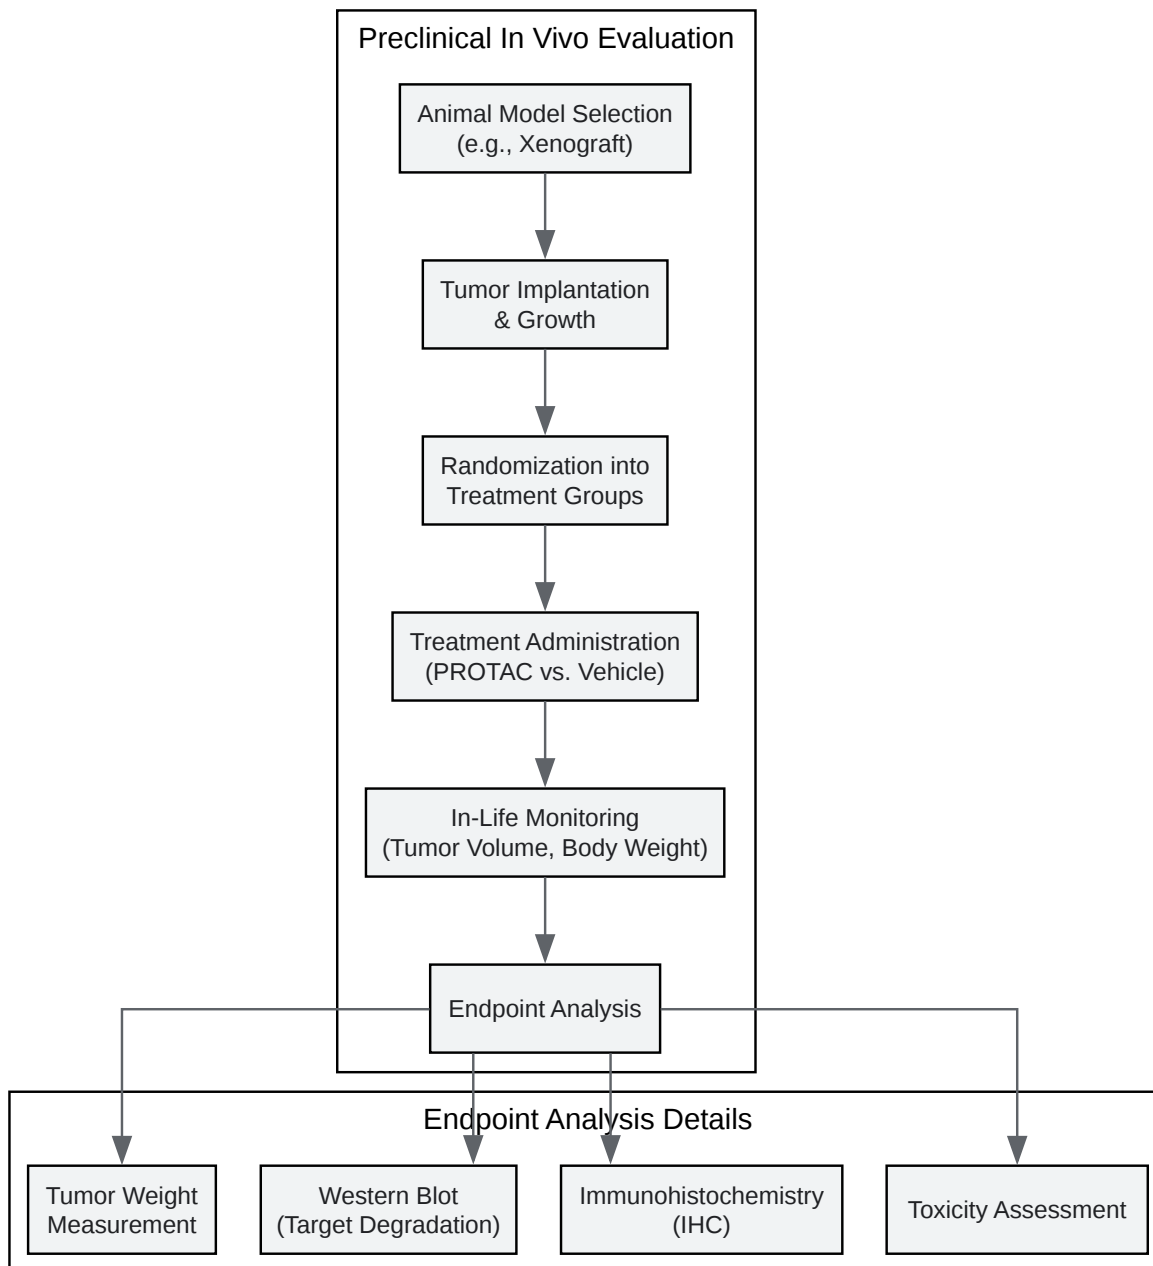 Preclinical In Vivo Evaluation
Animal Model Selection
(e.g., Xenograft)
Tumor Implantation
& Growth
Randomization into
Treatment Groups
Treatment Administration
(PROTAC vs. Vehicle)
In-Life Monitoring
(Tumor Volume, Body Weight)
Endpoint Analysis
Endpoint Analysis Details
Tumor Weight
Measurement
Western Blot
(Target Degradation)
Immunohistochemistry
(IHC)
Toxicity Assessment